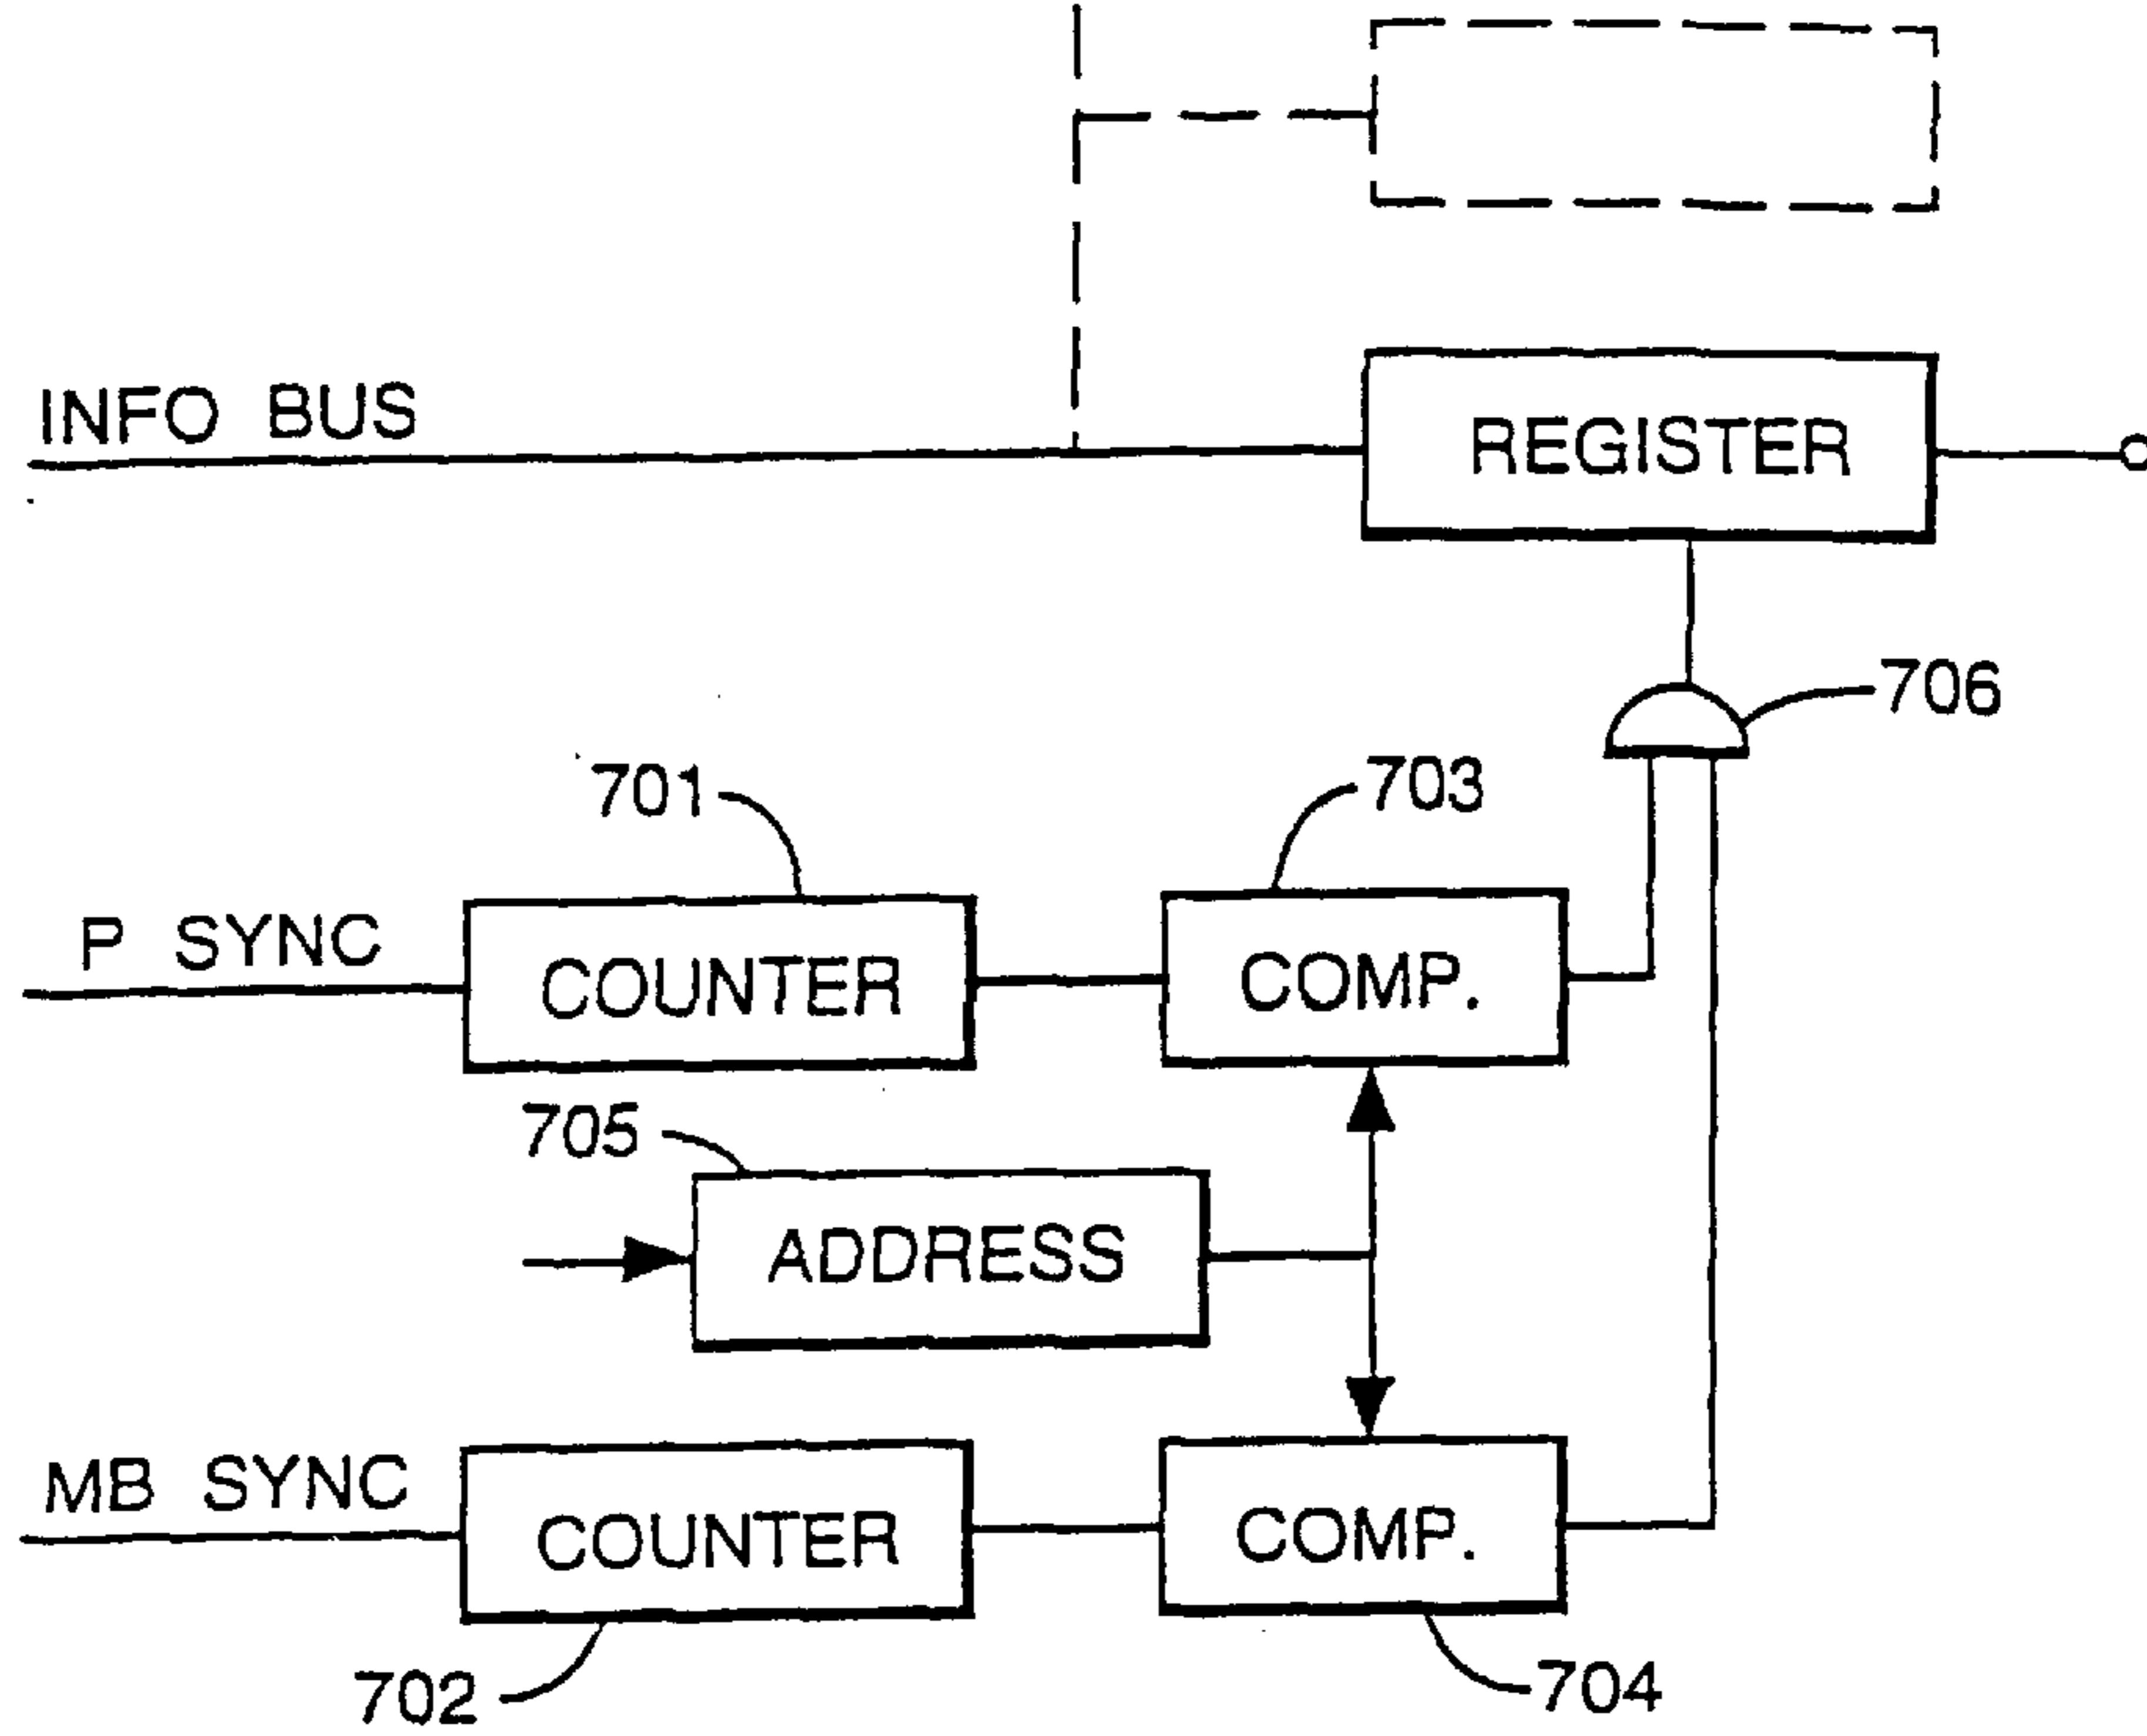 INFO BUS
REGISTER
706
701
703
P SYNC
COUNTER
COMP.
705
ADDRESS
MB SYNC
COUNTER
COMP.
702
704